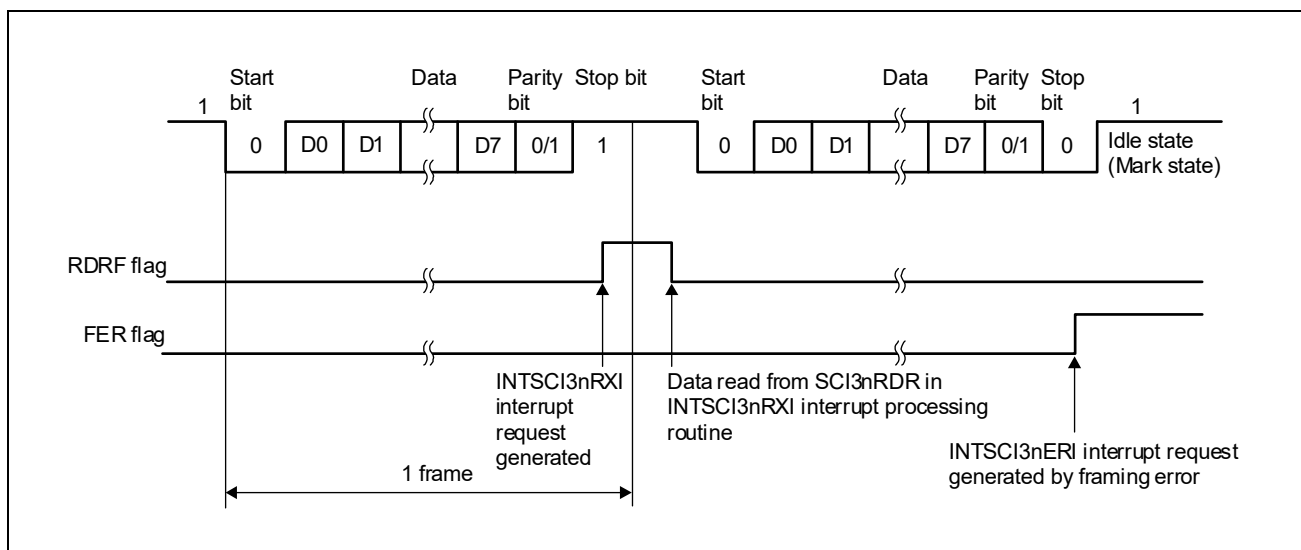 Start
bit
Data
Parity
bit
Stop bit
Start
bit
Data
Parity
bit
Stop
bit
1
0
D0
D1
D7
0/1
1
0
D0
D1
D7
0/1
0
1
Idle state
(Mark state)
RDRF flag
FER flag
INTSCI3nRXI
interrupt
request
generated
Data read from SCI3nRDR in
INTSCI3nRXI interrupt processing
routine
INTSCI3nERI interrupt request
generated by framing error
1 frame